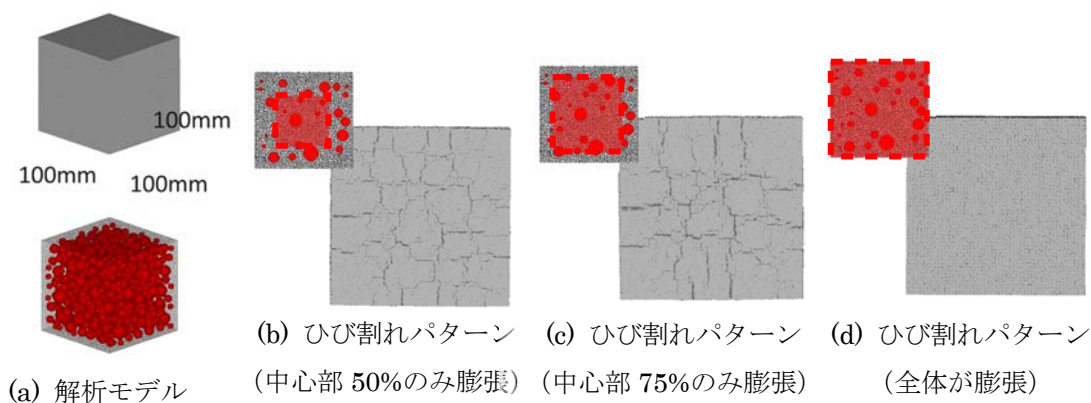 100mm
100mm
100mm
(a) 解析モデル
(b) ひび割れパターン
(中心部 50%のみ膨張)
(c) ひび割れパターン
(中心部 75%のみ膨張)
(d) ひび割れパターン
(全体が膨張)